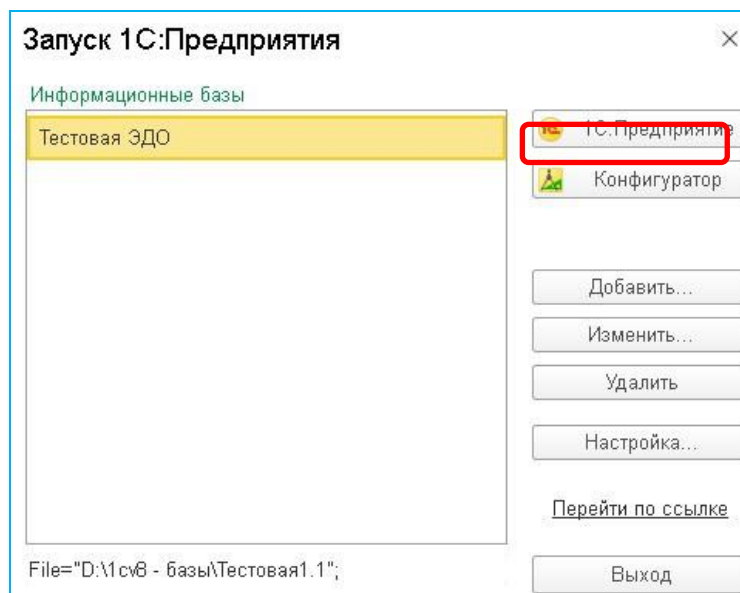 Запуск 1С:Предприятия
Информационные базы
Тестовая ЭДО
1С:Предприятие
Конфигуратор
Добавить...
Изменить...
Удалить
Настройка...
Перейти по ссылке
File="D:\1cv8 - базы\Тестовая1.1";
Выход